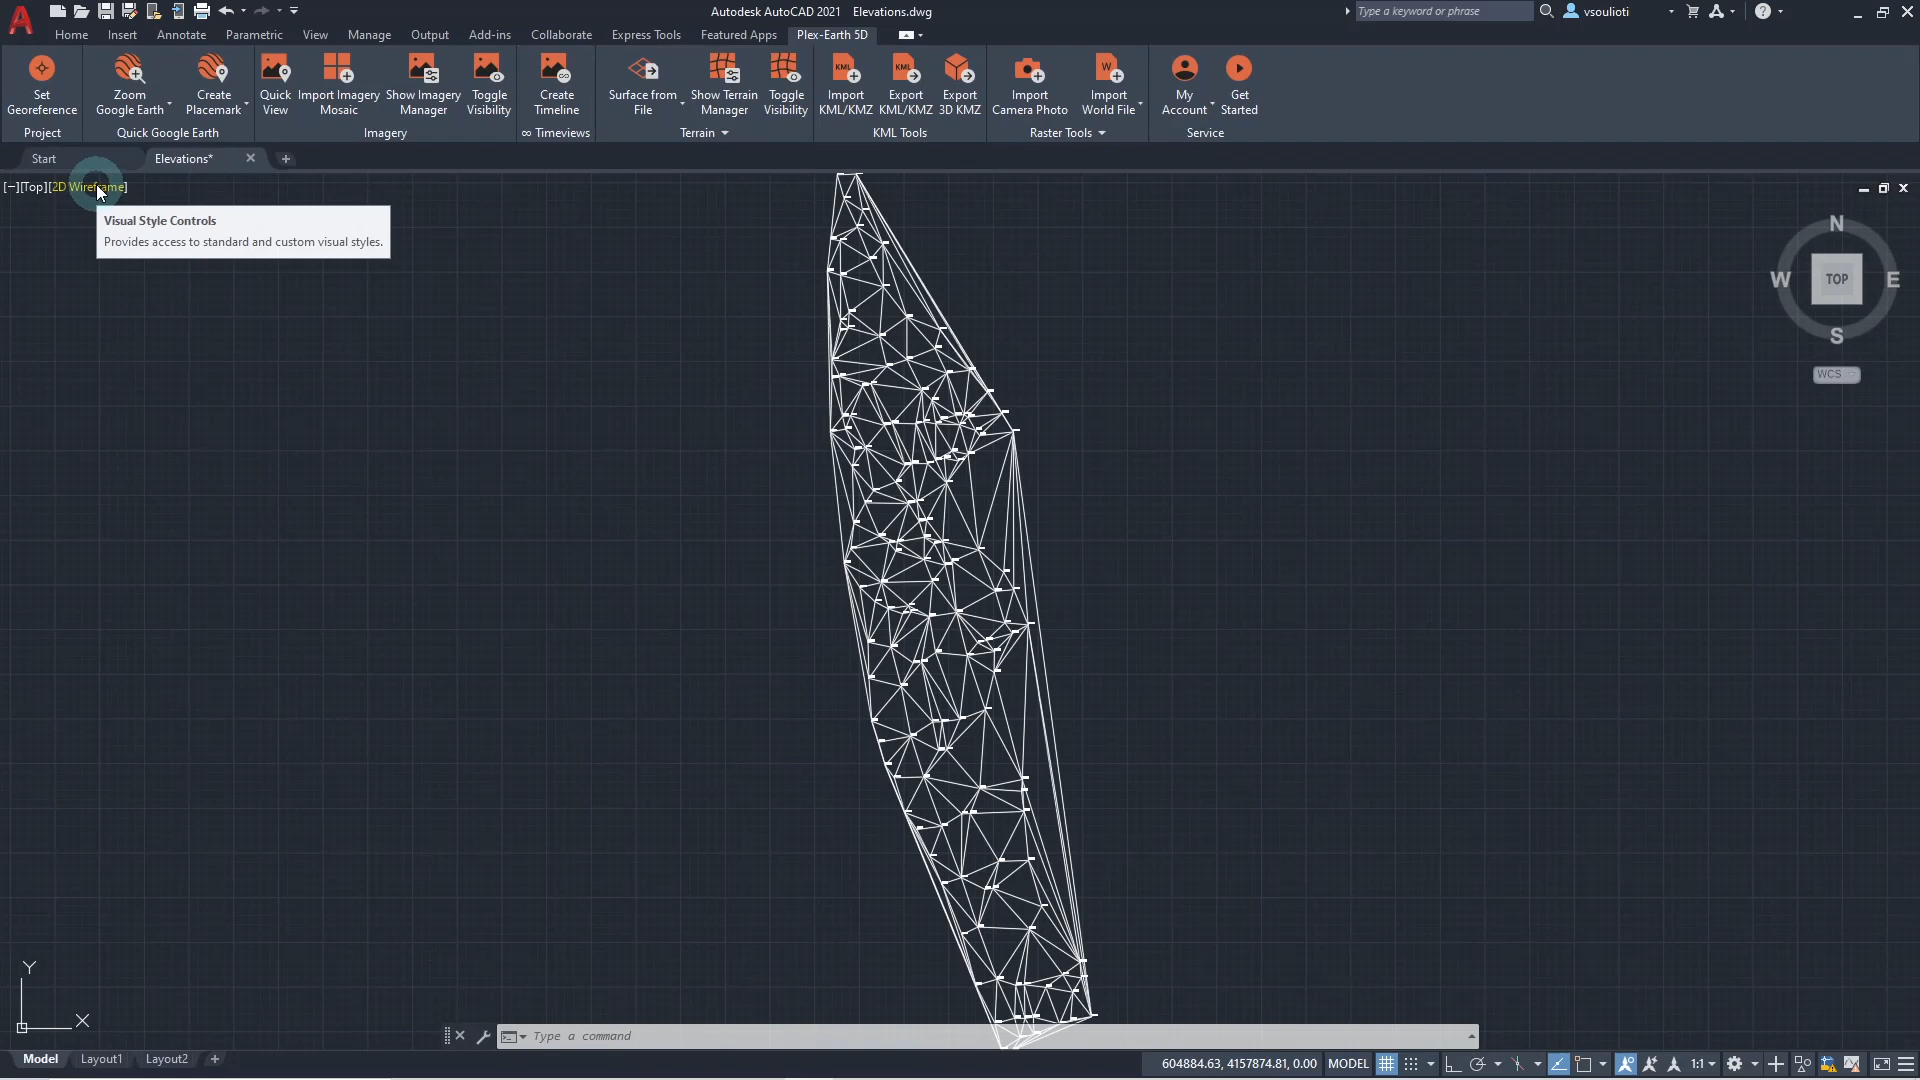 Autodesk AutoCAD 2021 Elevations.dwg
Type a keyword or phrase
vsoulioti
Home Insert Annotate Parametric View Manage Output Add-ins Collaborate Express Tools Featured Apps Plex-Earth 5D
Set Georeference
Zoom Google Earth
Create Placemark
Quick View
Import Imagery Mosaic
Show Imagery Manager
Toggle Visibility
Create Timeline
Surface from File
Show Terrain Manager
Toggle Visibility
KML
Import KML/KMZ
KML
Export KML/KMZ
Export 3D KMZ
Import Camera Photo
W
Import World File
My Account
Get Started
Project Quick Google Earth Imagery ∞ Timeviews Terrain KML Tools Raster Tools Service
Start Elevations*
[−][Top][2D Wireframe]
Visual Style Controls
Provides access to standard and custom visual styles.
N
W TOP E
S
WCS
Y
X
Type a command
Model Layout1 Layout2
604884.63, 4157874.81, 0.00 MODEL 1:1